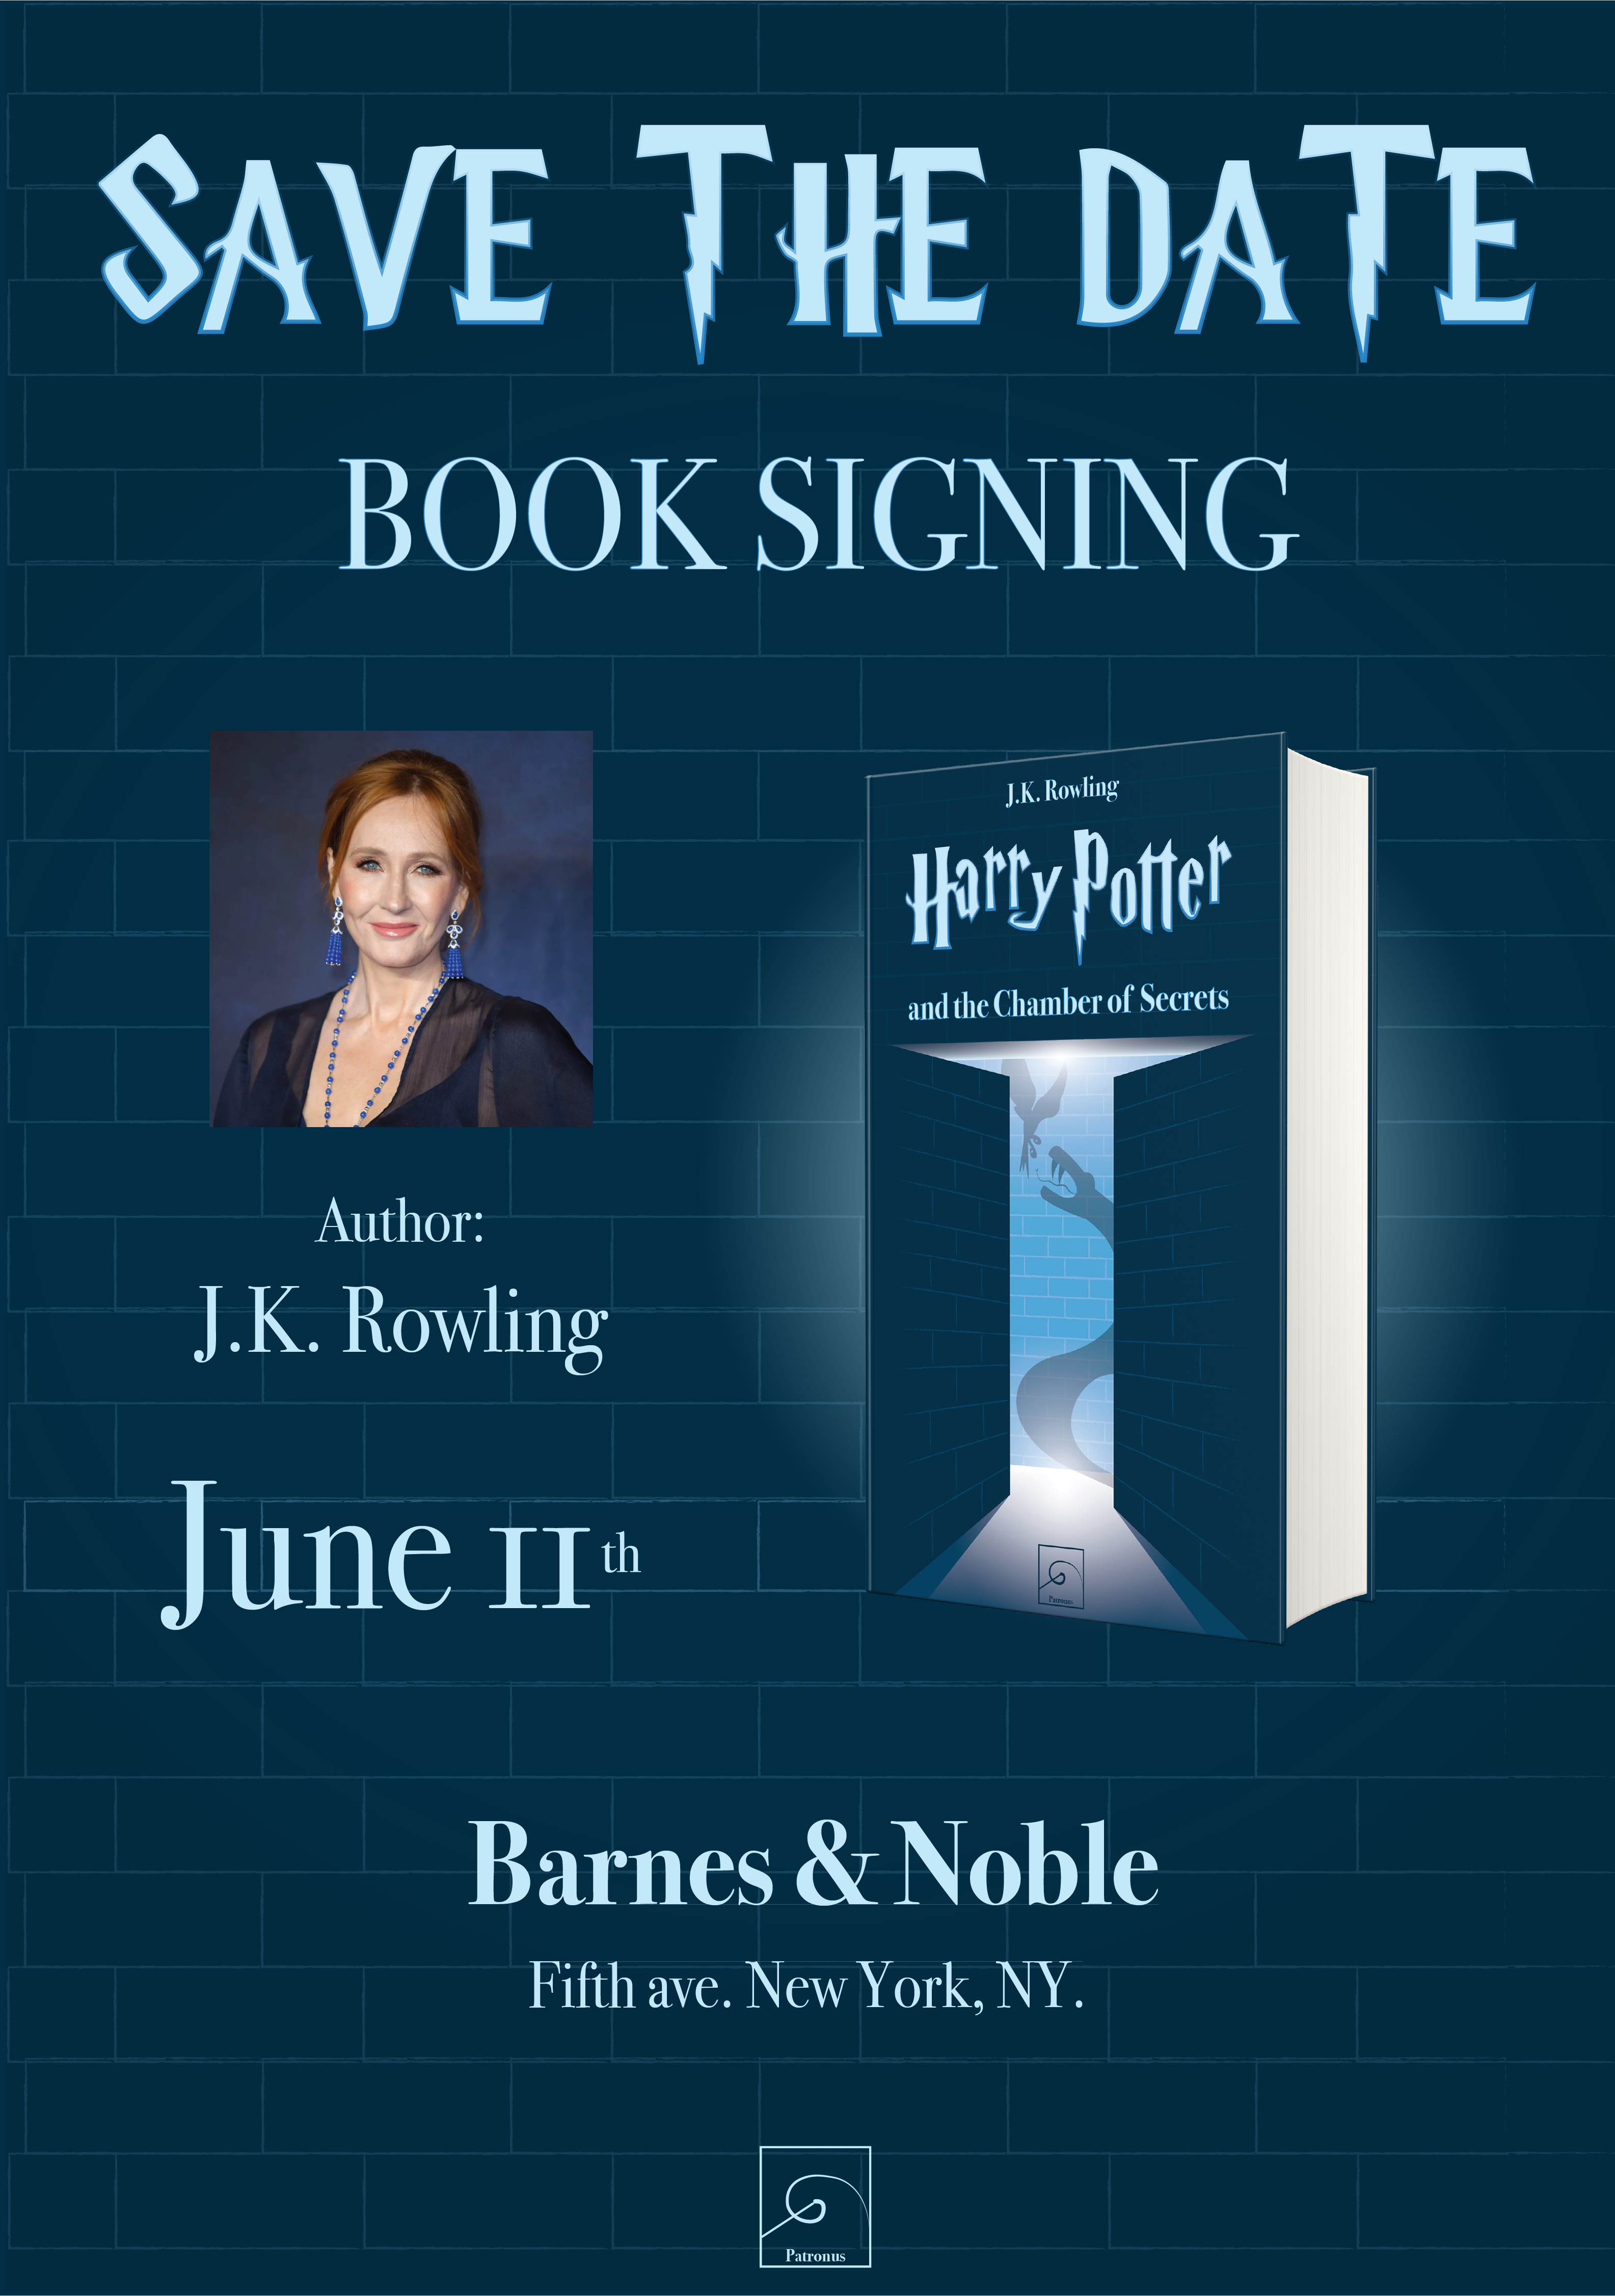 SAVE THE DATE
BOOK SIGNING
J.K. Rowling
Harry Potter
and the Chamber of Secrets
Patronus
Author:
J.K. Rowling
June 11th
Barnes & Noble
Fifth ave. New York, NY.
Patronus